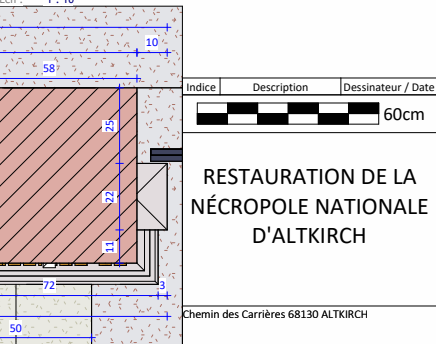 Ech : 1 : 10
10
58
25
22
11
72
3
50
Indice Description Dessinateur / Date
60cm
RESTAURATION DE LA
NÉCROPOLE NATIONALE
D'ALTKIRCH
Chemin des Carrières 68130 ALTKIRCH